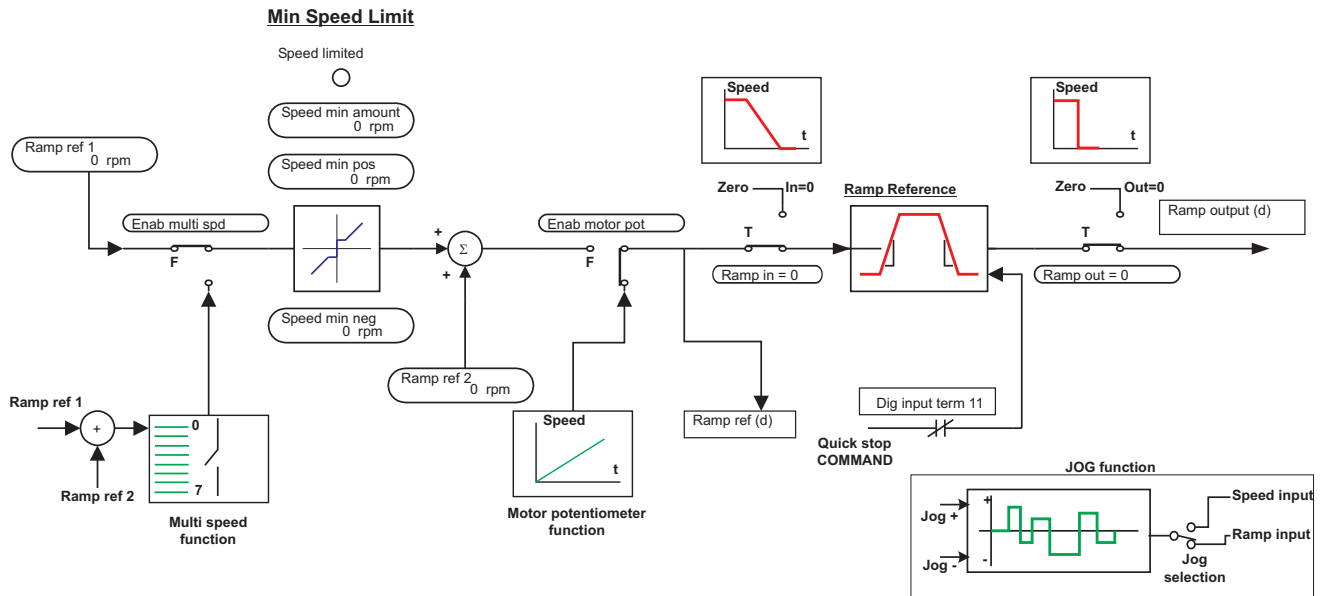 Min Speed Limit
Speed limited
Speed min amount
0 rpm
Speed min pos
0 rpm
Ramp ref 1
0 rpm
Enab multi spd
F
Speed min neg
0 rpm
+
+
Σ
Ramp ref 2
0 rpm
Enab motor pot
F
Speed
t
Zero
In=0
T
Ramp in = 0
Ramp Reference
Speed
t
Zero
Out=0
T
Ramp out = 0
Ramp output (d)
Ramp ref 1
+
Ramp ref 2
0
7
Multi speed
function
Speed
t
Motor potentiometer
function
Ramp ref (d)
Dig input term 11
Quick stop
COMMAND
JOG function
Jog +
Jog -
+
-
Speed input
Ramp input
Jog
selection